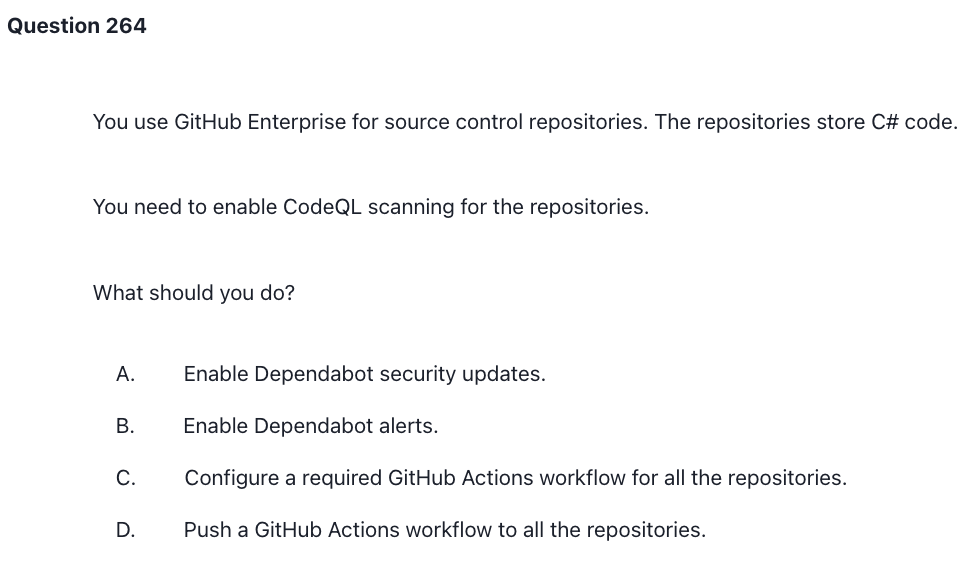 Question 264
You use GitHub Enterprise for source control repositories. The repositories store C# code.
You need to enable CodeQL scanning for the repositories.
What should you do?
A. Enable Dependabot security updates.
B. Enable Dependabot alerts.
C. Configure a required GitHub Actions workflow for all the repositories.
D. Push a GitHub Actions workflow to all the repositories.